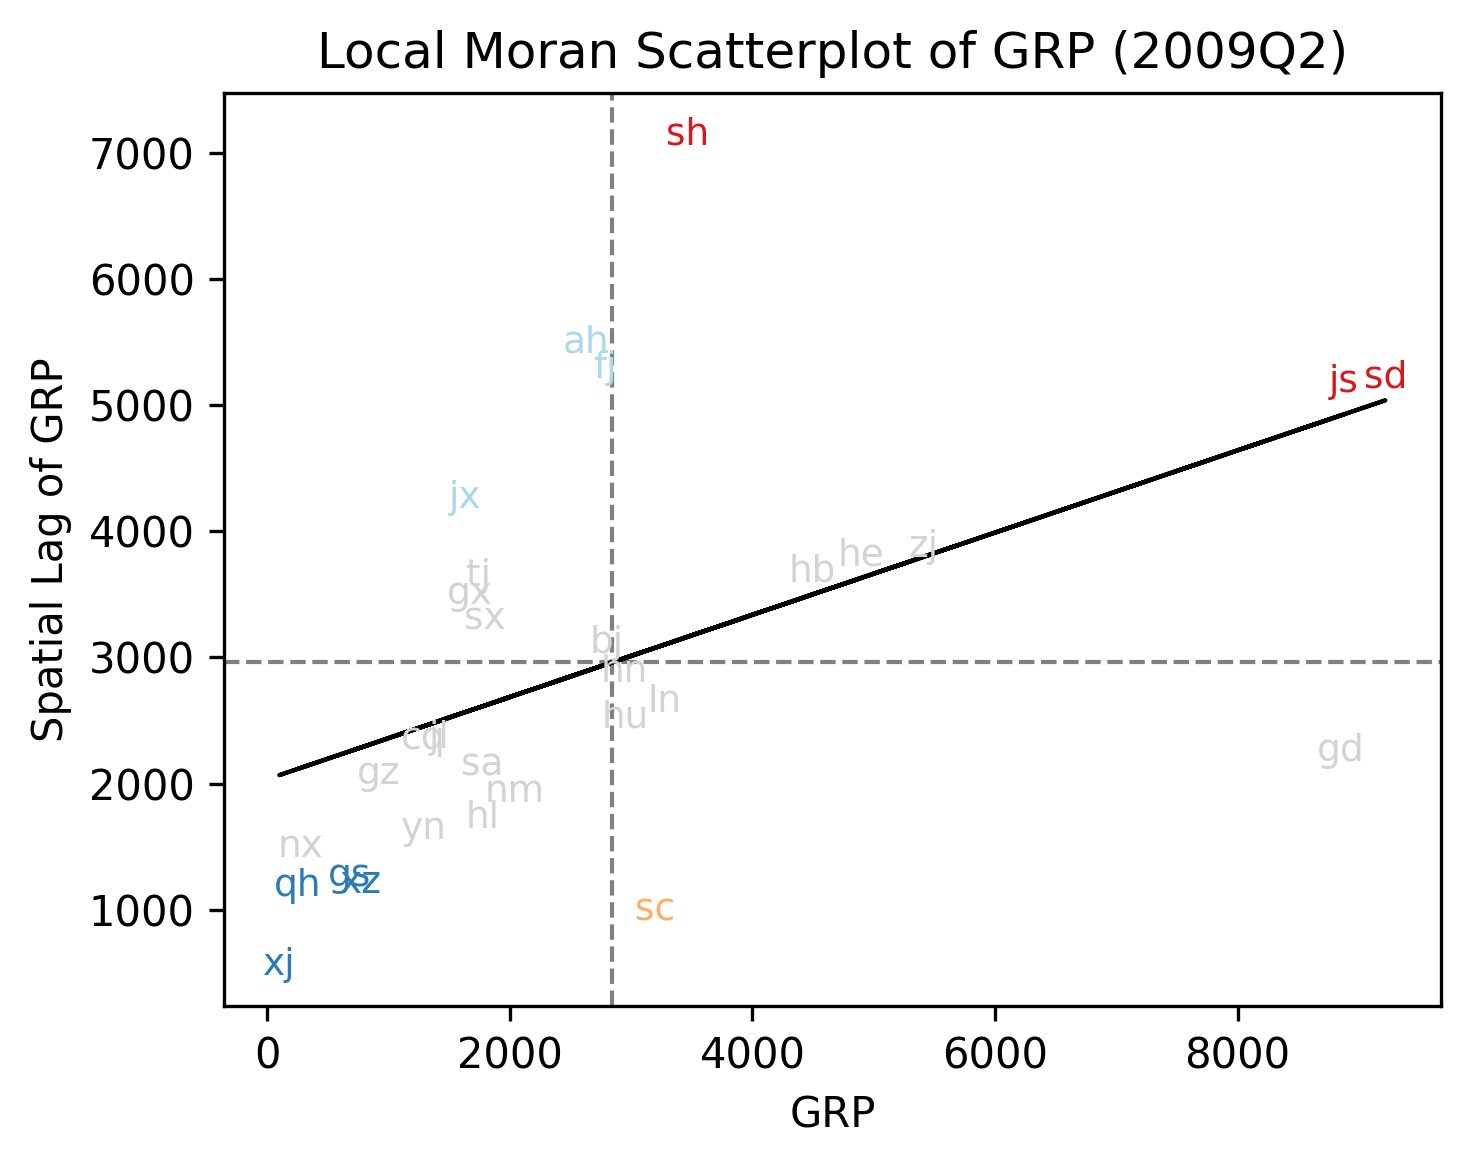 Local Moran Scatterplot of GRP (2009Q2)
7000
6000
5000
4000
3000
2000
1000
Spatial Lag of GRP
sh
ah
fj
js
sd
jx
tj
gx
sx
hb
he
zj
bj
hn
ln
hu
cq
jl
sa
gd
gz
nm
hl
yn
nx
gs
xz
qh
sc
xj
0
2000
4000
6000
8000
GRP